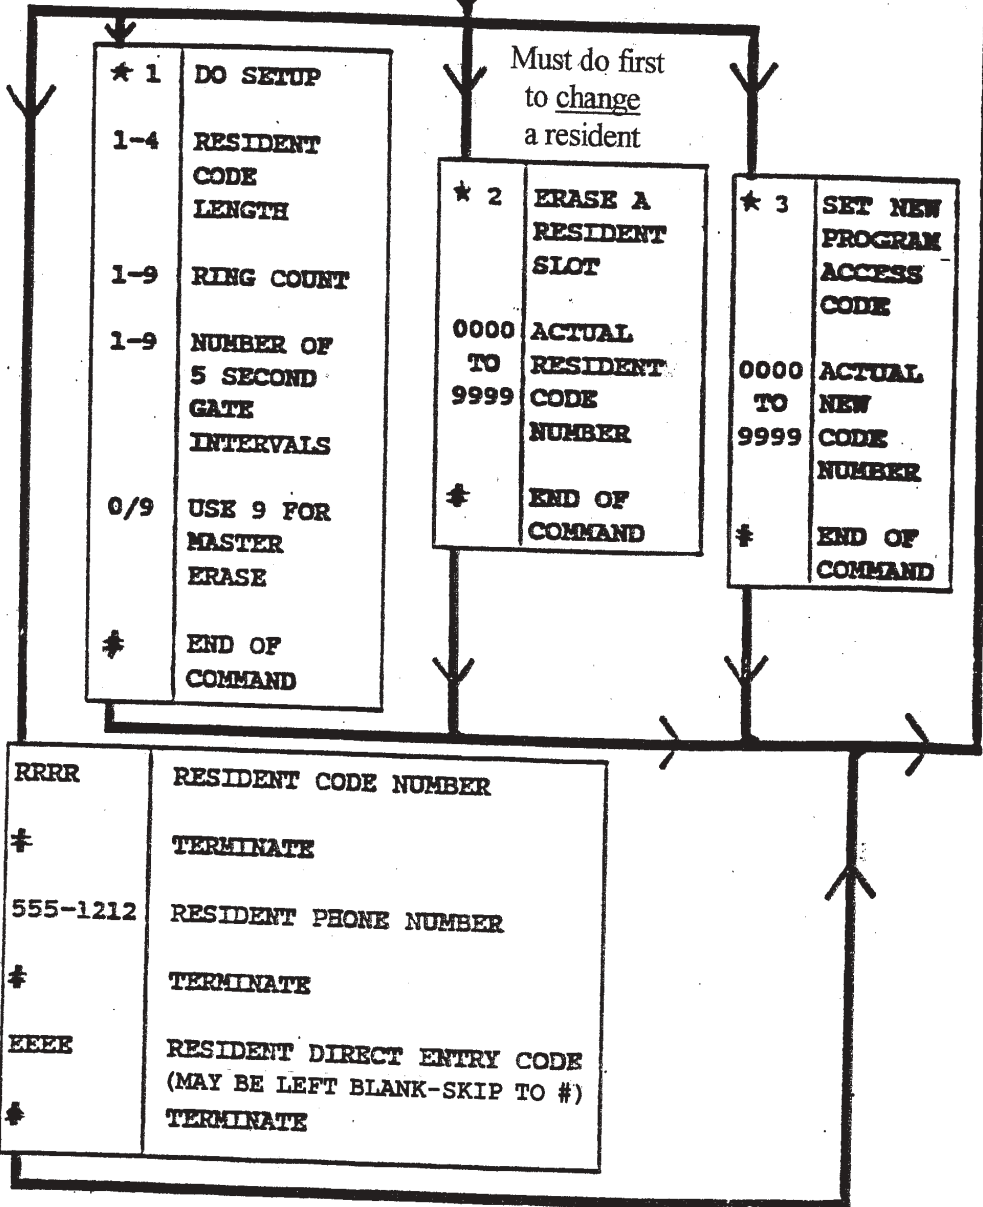 ★ 1 DO SETUP
1-4 RESIDENT
CODE
LENGTH
1-9 RING COUNT
1-9 NUMBER OF
5 SECOND
GATE
INTERVALS
0/9 USE 9 FOR
MASTER
ERASE
# END OF
COMMAND
Must do first
to change
a resident
★ 2 ERASE A
RESIDENT
SLOT
0000 ACTUAL
TO RESIDENT
9999 CODE
NUMBER
# END OF
COMMAND
★ 3 SET NEW
PROGRAM
ACCESS
CODE
0000 ACTUAL
TO NEW
9999 CODE
NUMBER
# END OF
COMMAND
RRRR RESIDENT CODE NUMBER
# TERMINATE
555-1212 RESIDENT PHONE NUMBER
# TERMINATE
EEEE RESIDENT DIRECT ENTRY CODE
(MAY BE LEFT BLANK-SKIP TO #)
# TERMINATE